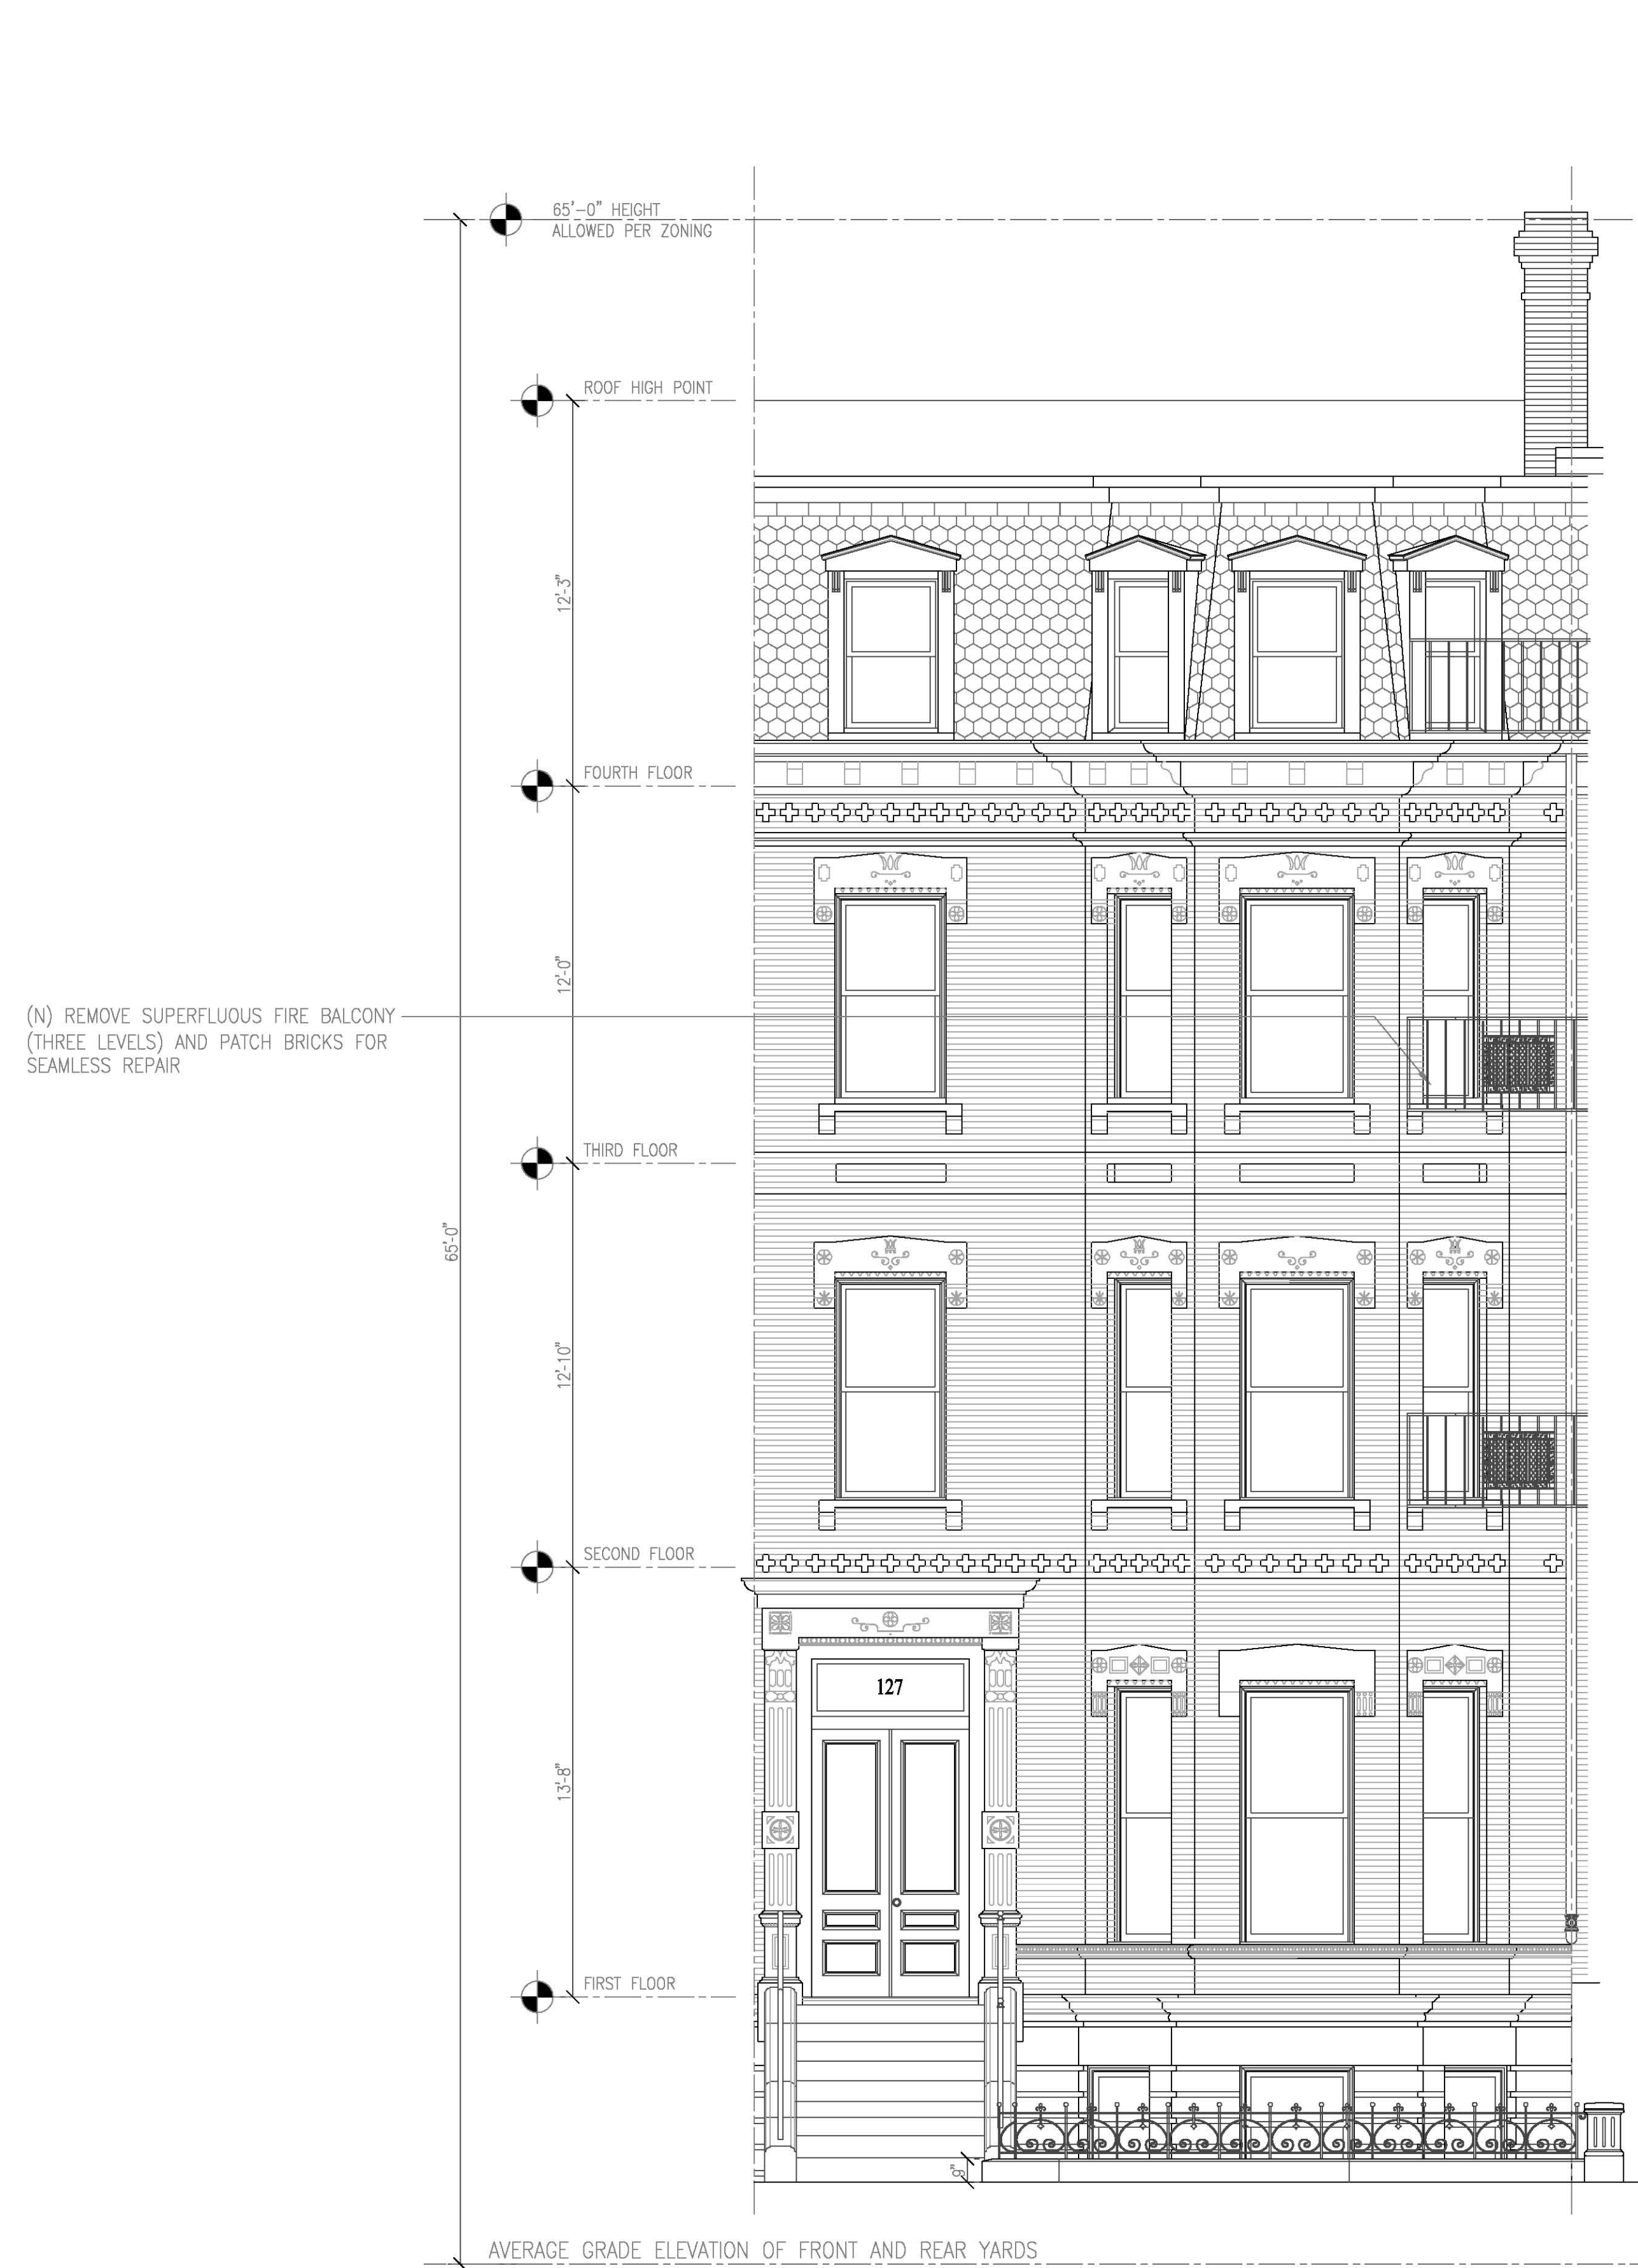 65'-0" HEIGHT
ALLOWED PER ZONING
ROOF HIGH POINT
12'-3"
FOURTH FLOOR
12'-0"
(N) REMOVE SUPERFLUOUS FIRE BALCONY
(THREE LEVELS) AND PATCH BRICKS FOR
SEAMLESS REPAIR
THIRD FLOOR
65'-0"
12'-10"
SECOND FLOOR
127
13'-8"
FIRST FLOOR
9"
AVERAGE GRADE ELEVATION OF FRONT AND REAR YARDS